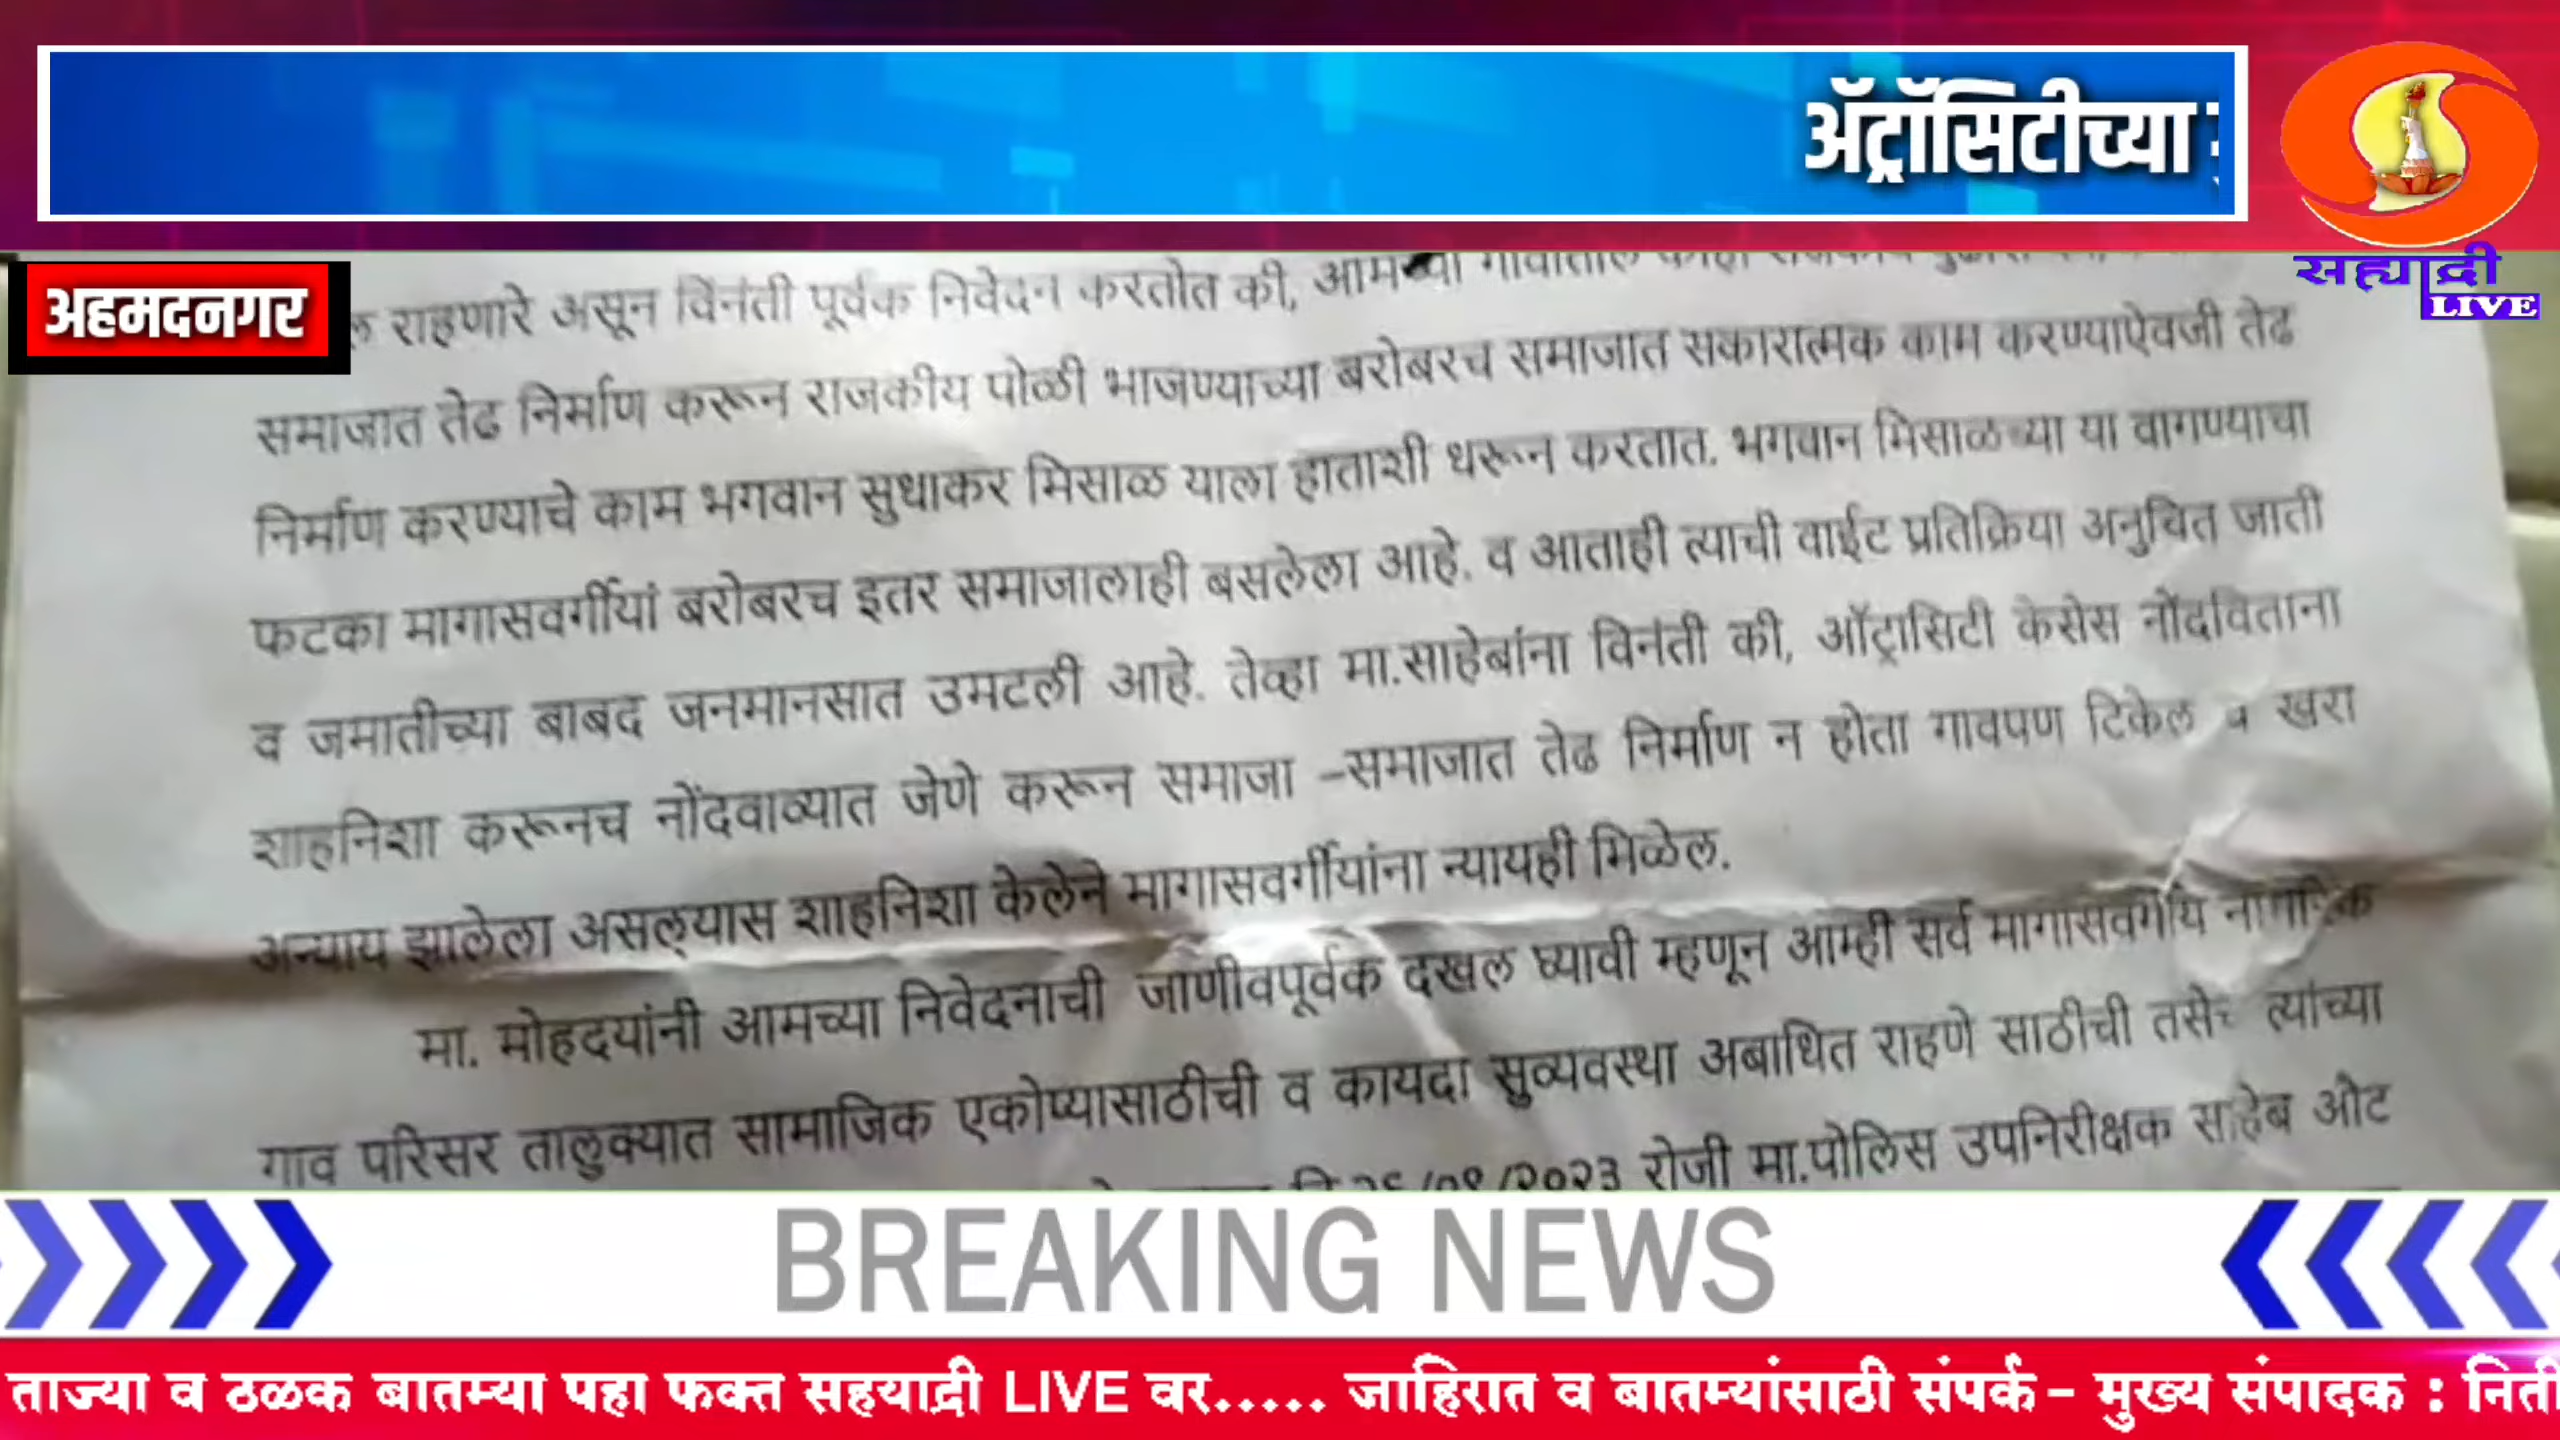 ॲट्रॉसिटीच्या
सह्याद्री
LIVE
अहमदनगर
राहणारे असून विनंती पूर्वक निवेदन करतोत की, आमच्या गावातील
समाजात तेढ निर्माण करून राजकीय पोळी भाजण्याच्या बरोबरच समाजात सकारात्मक काम करण्याऐवजी तेढ
निर्माण करण्याचे काम भगवान सुधाकर मिसाळ याला हाताशी धरून करतात. भगवान मिसाळच्या या वागण्याचा
फटका मागासवर्गीयां बरोबरच इतर समाजालाही बसलेला आहे. व आताही त्याची वाईट प्रतिक्रिया अनुचित जाती
व जमातीच्या बाबद जनमानसात उमटली आहे. तेव्हा मा.साहेबांना विनंती की, ऑट्रासिटी केसेस नोंदविताना
शाहनिशा करूनच नोंदवाव्यात जेणे करून समाजा –समाजात तेढ निर्माण न होता गावपण टिकेल व खरा
अन्याय झालेला असल्यास शाहनिशा केलेने मागासवर्गीयांना न्यायही मिळेल.
मा. मोहदयांनी आमच्या निवेदनाची जाणीवपूर्वक दखल घ्यावी म्हणून आम्ही सर्व मागासवर्गीय नागरिक
गाव परिसर तालुक्यात सामाजिक एकोप्यासाठीची व कायदा सुव्यवस्था अबाधित राहणे साठीची तसेच त्यांच्या
रोजी मा.पोलिस उपनिरीक्षक साहेब ओट
BREAKING NEWS
ताज्या व ठळक बातम्या पहा फक्त सहयाद्री LIVE वर..... जाहिरात व बातम्यांसाठी संपर्क - मुख्य संपादक : निती